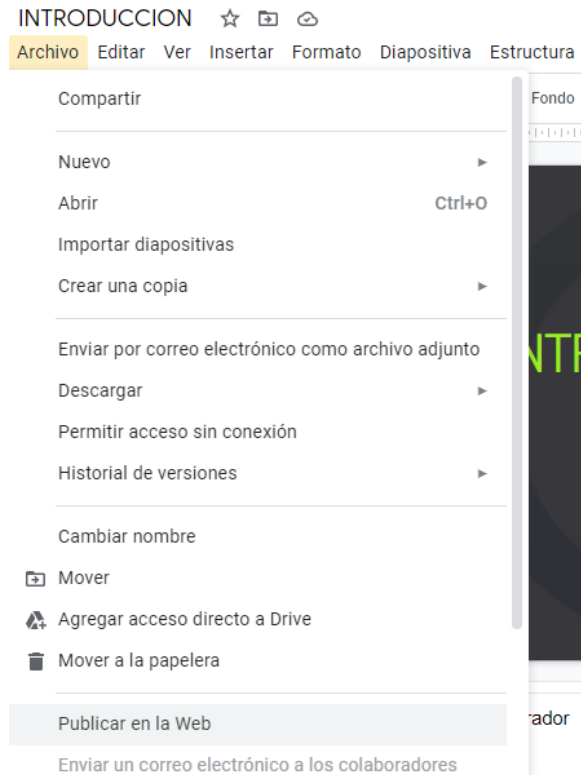 INTRODUCCION
Archivo Editar Ver Insertar Formato Diapositiva Estructura
Compartir
Fondo
Nuevo
Abrir Ctrl+O
Importar diapositivas
Crear una copia
Enviar por correo electrónico como archivo adjunto
NTR
Descargar
Permitir acceso sin conexión
Historial de versiones
Cambiar nombre
Mover
Agregar acceso directo a Drive
Mover a la papelera
Publicar en la Web
rador
Enviar un correo electrónico a los colaboradores